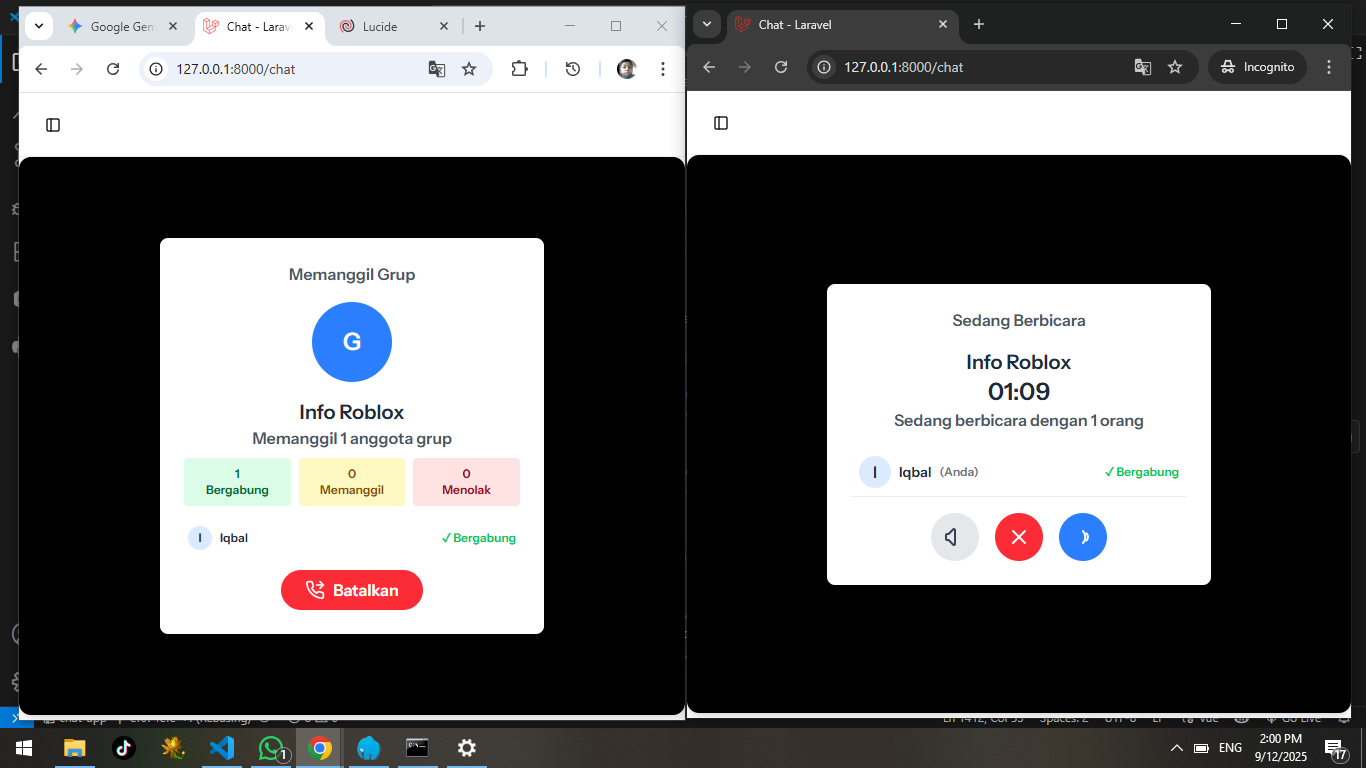 Google Gem
Chat - Larav
Lucide
127.0.0.1:8000/chat
Memanggil Grup
G
Info Roblox
Memanggil 1 anggota grup
1
Bergabung
0
Memanggil
0
Menolak
I
Iqbal
✓ Bergabung
Batalkan
Chat - Laravel
127.0.0.1:8000/chat
Incognito
Sedang Berbicara
Info Roblox
01:09
Sedang berbicara dengan 1 orang
I
Iqbal (Anda)
✓ Bergabung
1
ENG
2:00 PM
9/12/2025
17